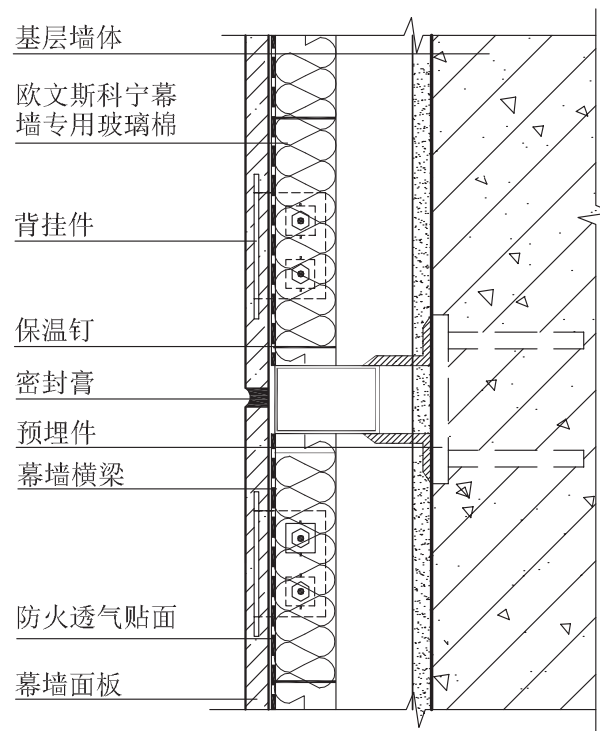 基层墙体
欧文斯科宁幕
墙专用玻璃棉
背挂件
保温钉
密封膏
预埋件
幕墙横梁
防火透气贴面
幕墙面板